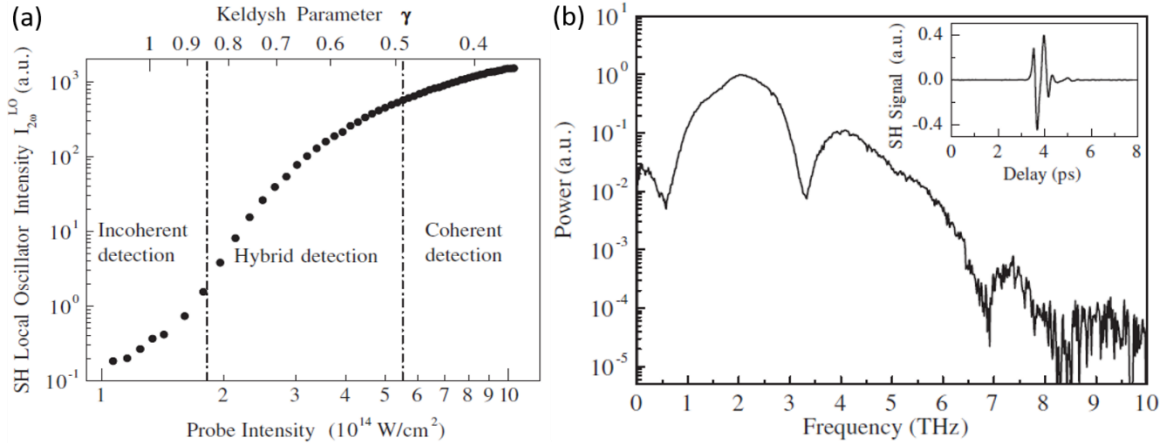 (a)
Keldysh Parameter γ
1 0.9 0.8 0.7 0.6 0.5 0.4
SH Local Oscillator Intensity I_{2ω}^{LO} (a.u.)
10^3
10^2
10^1
10^0
10^-1
Incoherent detection
Hybrid detection
Coherent detection
1 2 3 4 5 6 7 8 9 10
Probe Intensity (10^14 W/cm^2)
(b)
Power (a.u.)
10^1
10^0
10^-1
10^-2
10^-3
10^-4
10^-5
0 1 2 3 4 5 6 7 8 9 10
Frequency (THz)
SH Signal (a.u.)
0.4
0.0
-0.4
0 2 4 6 8
Delay (ps)